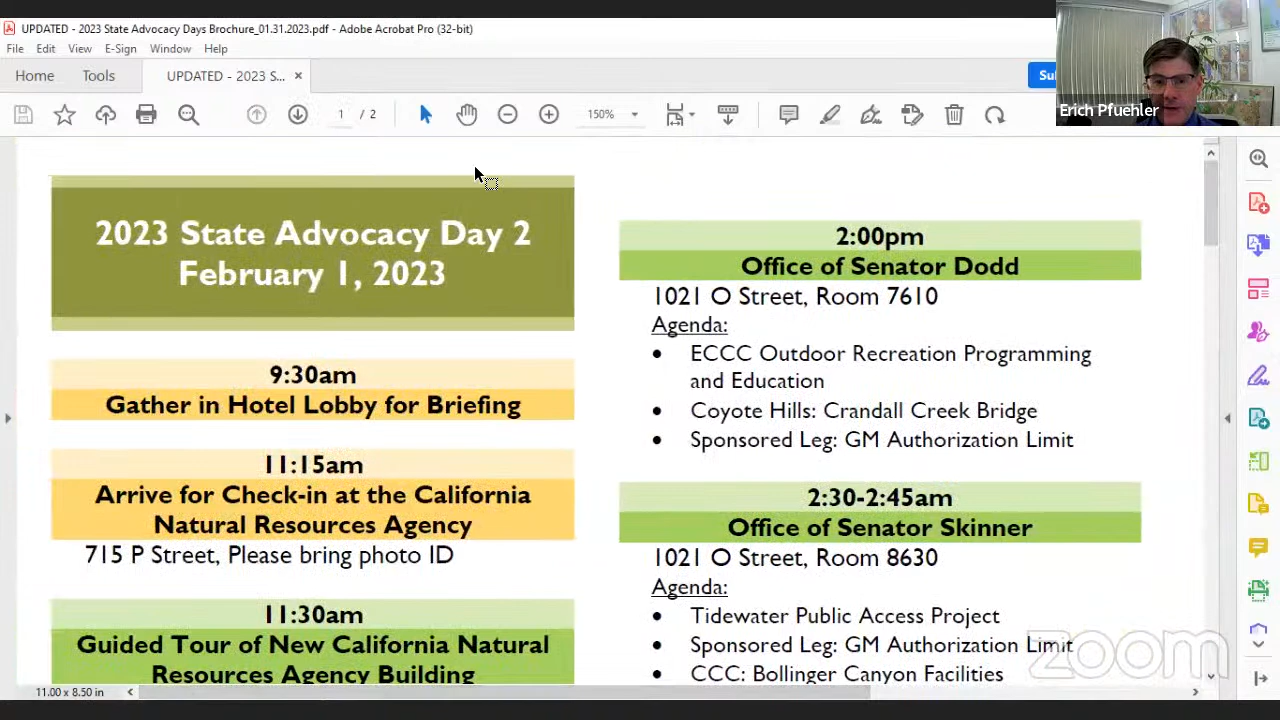 UPDATED - 2023 State Advocacy Days Brochure_01.31.2023.pdf - Adobe Acrobat Pro (32-bit)
File Edit View E-Sign Window Help
Home Tools UPDATED - 2023 S... ×
1 / 2 150%
Erich Pfuehler
2023 State Advocacy Day 2
February 1, 2023
9:30am
Gather in Hotel Lobby for Briefing
11:15am
Arrive for Check-in at the California
Natural Resources Agency
715 P Street, Please bring photo ID
11:30am
Guided Tour of New California Natural
Resources Agency Building
2:00pm
Office of Senator Dodd
1021 O Street, Room 7610
Agenda:
• ECCC Outdoor Recreation Programming
and Education
• Coyote Hills: Crandall Creek Bridge
• Sponsored Leg: GM Authorization Limit
2:30-2:45am
Office of Senator Skinner
1021 O Street, Room 8630
Agenda:
• Tidewater Public Access Project
• Sponsored Leg: GM Authorization Limit
• CCC: Bollinger Canyon Facilities
zoom
11.00 x 8.50 in